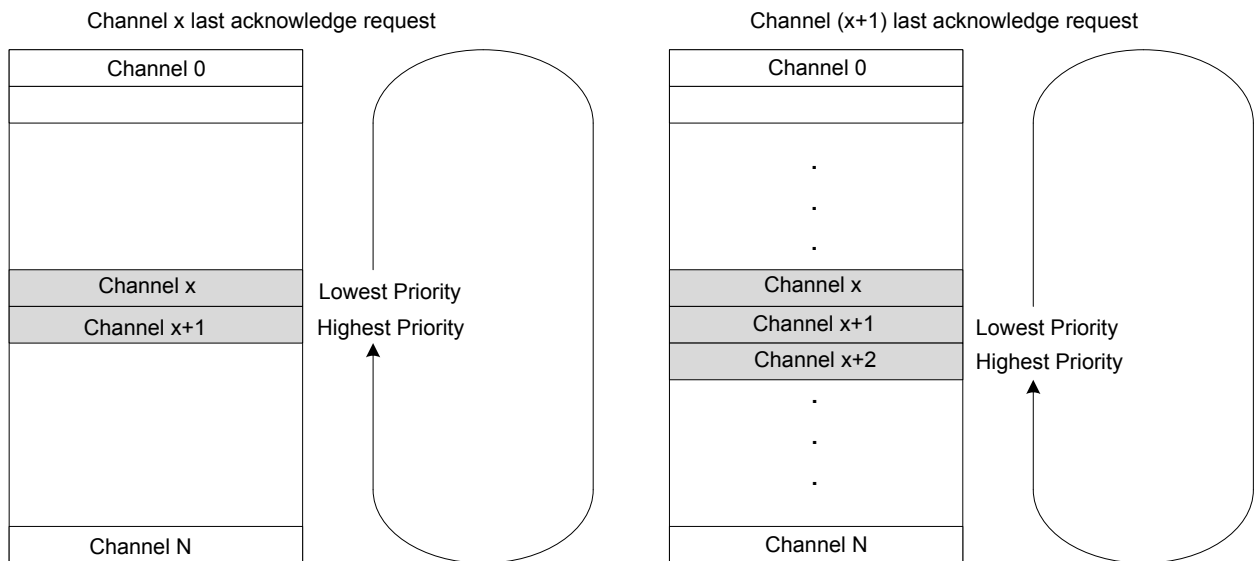 Channel x last acknowledge request
Channel 0
Channel x
Lowest Priority
Channel x+1
Highest Priority
Channel N
Channel (x+1) last acknowledge request
Channel 0
.
.
.
Channel x
Channel x+1
Lowest Priority
Channel x+2
Highest Priority
.
.
.
Channel N